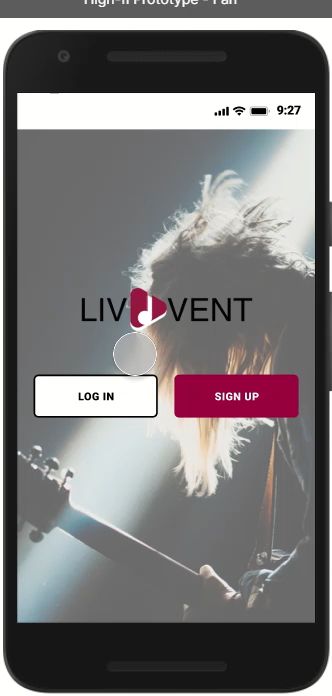 High-fi Prototype - Fan
9:27
LIV VENT
LOG IN
SIGN UP